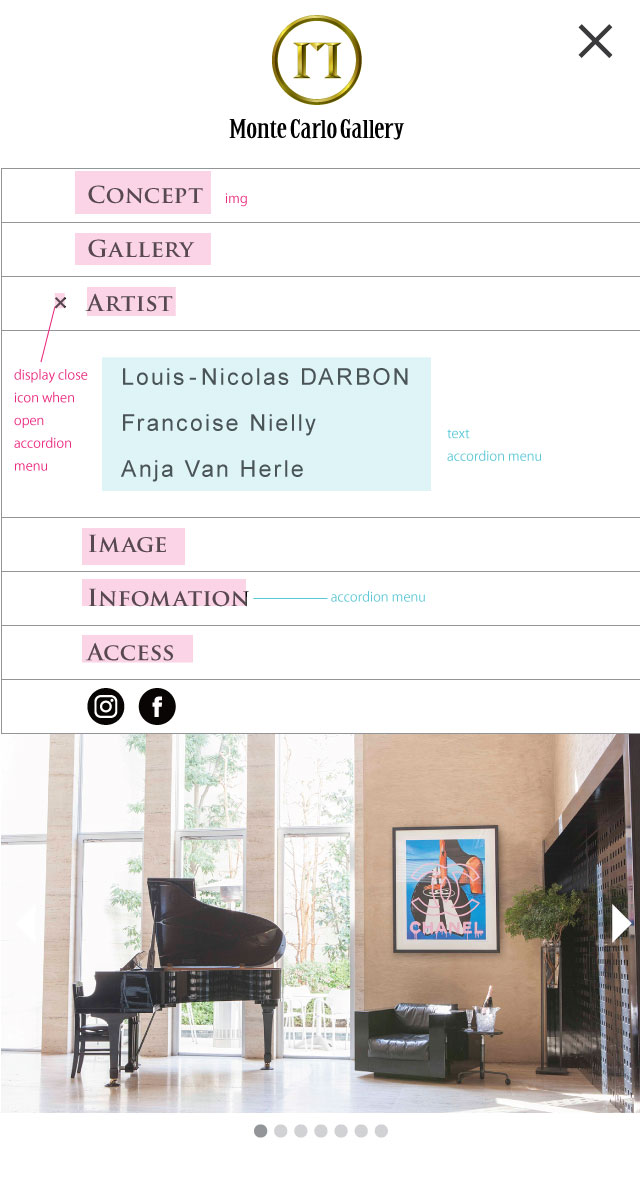 Monte Carlo Gallery
CONCEPT
img
GALLERY
ARTIST
display close
icon when
open
accordion
menu
Louis-Nicolas DARBON
Francoise Nielly
Anja Van Herle
text
accordion menu
IMAGE
INFOMATION
accordion menu
ACCESS
CHANEL